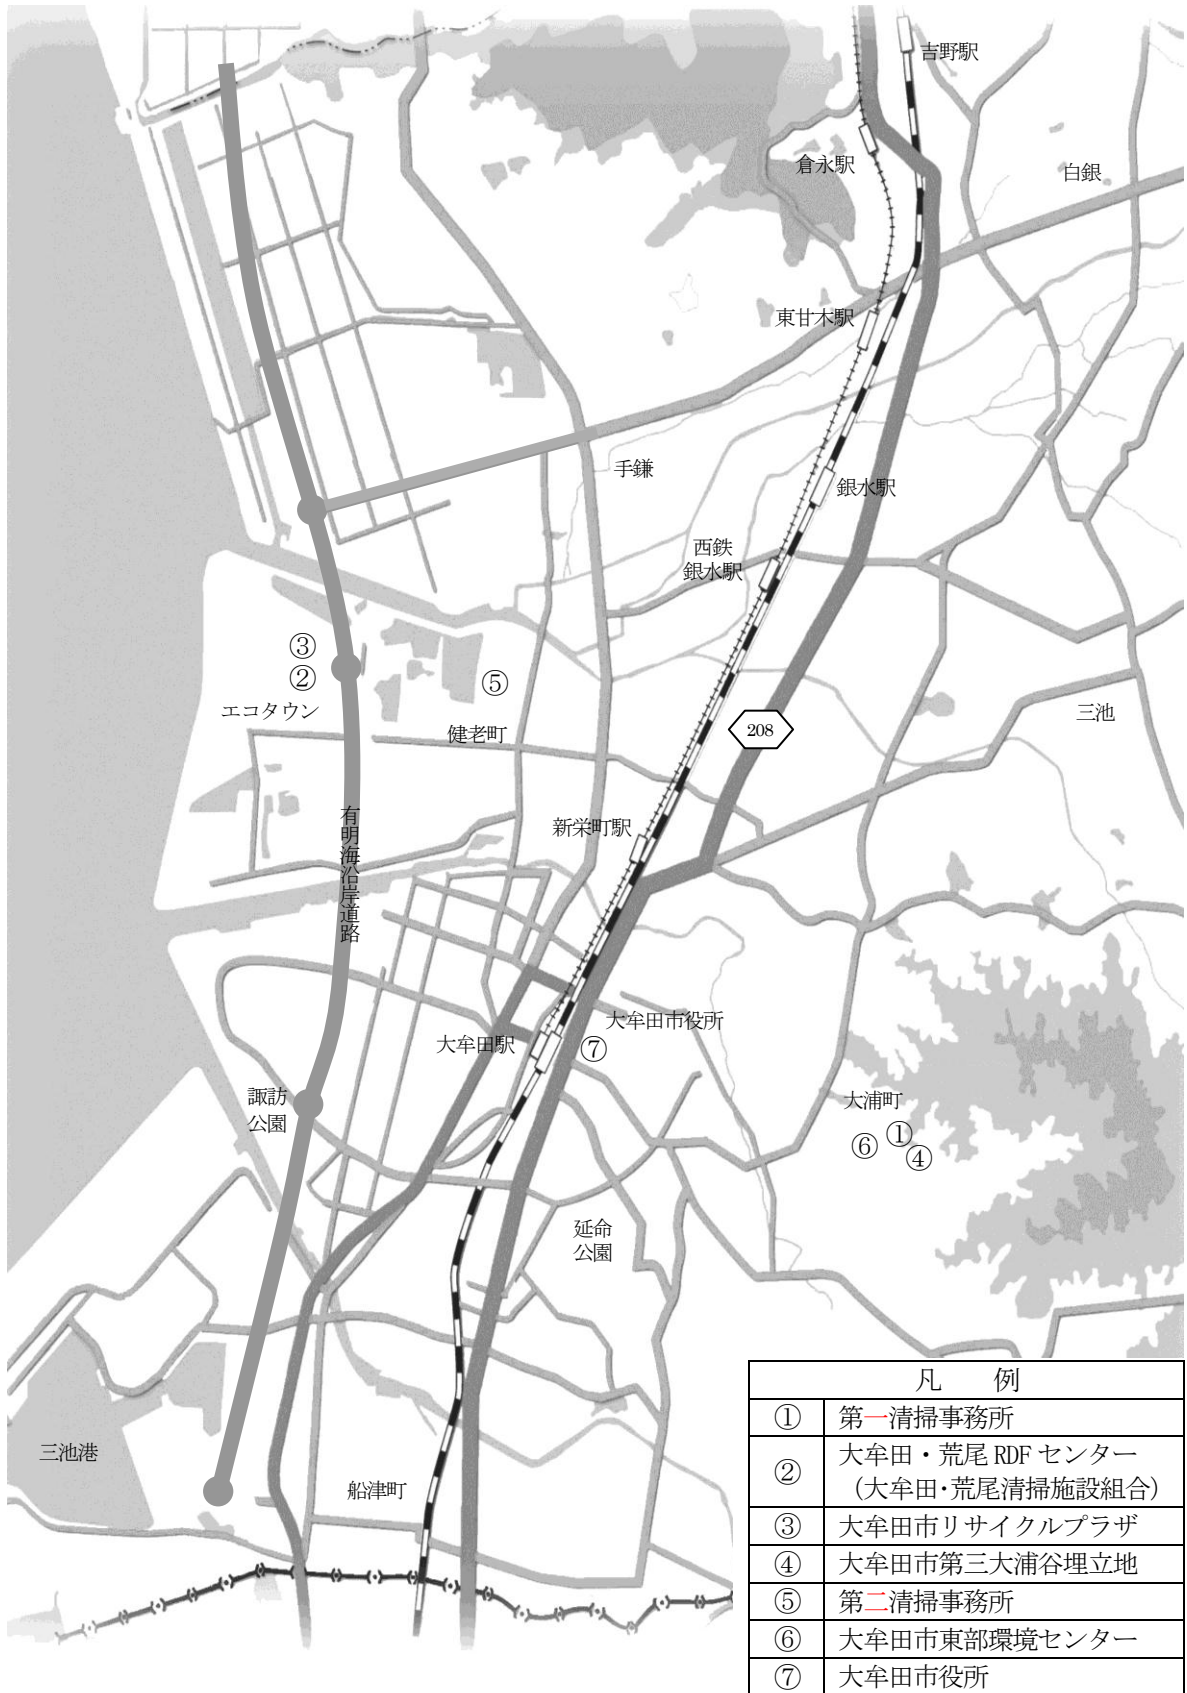 吉野駅
倉永駅
白銀
東甘木駅
手鎌
銀水駅
西鉄
銀水駅
③
②
⑤
エコタウン
健老町
三池
208
有明海沿岸道路
新栄町駅
大牟田市役所
大牟田駅
⑦
諏訪
公園
大浦町
①
⑥
④
延命
公園
三池港
船津町
凡 例
① 第一清掃事務所
② 大牟田・荒尾 RDF センター
（大牟田・荒尾清掃施設組合）
③ 大牟田市リサイクルプラザ
④ 大牟田市第三大浦谷埋立地
⑤ 第二清掃事務所
⑥ 大牟田市東部環境センター
⑦ 大牟田市役所